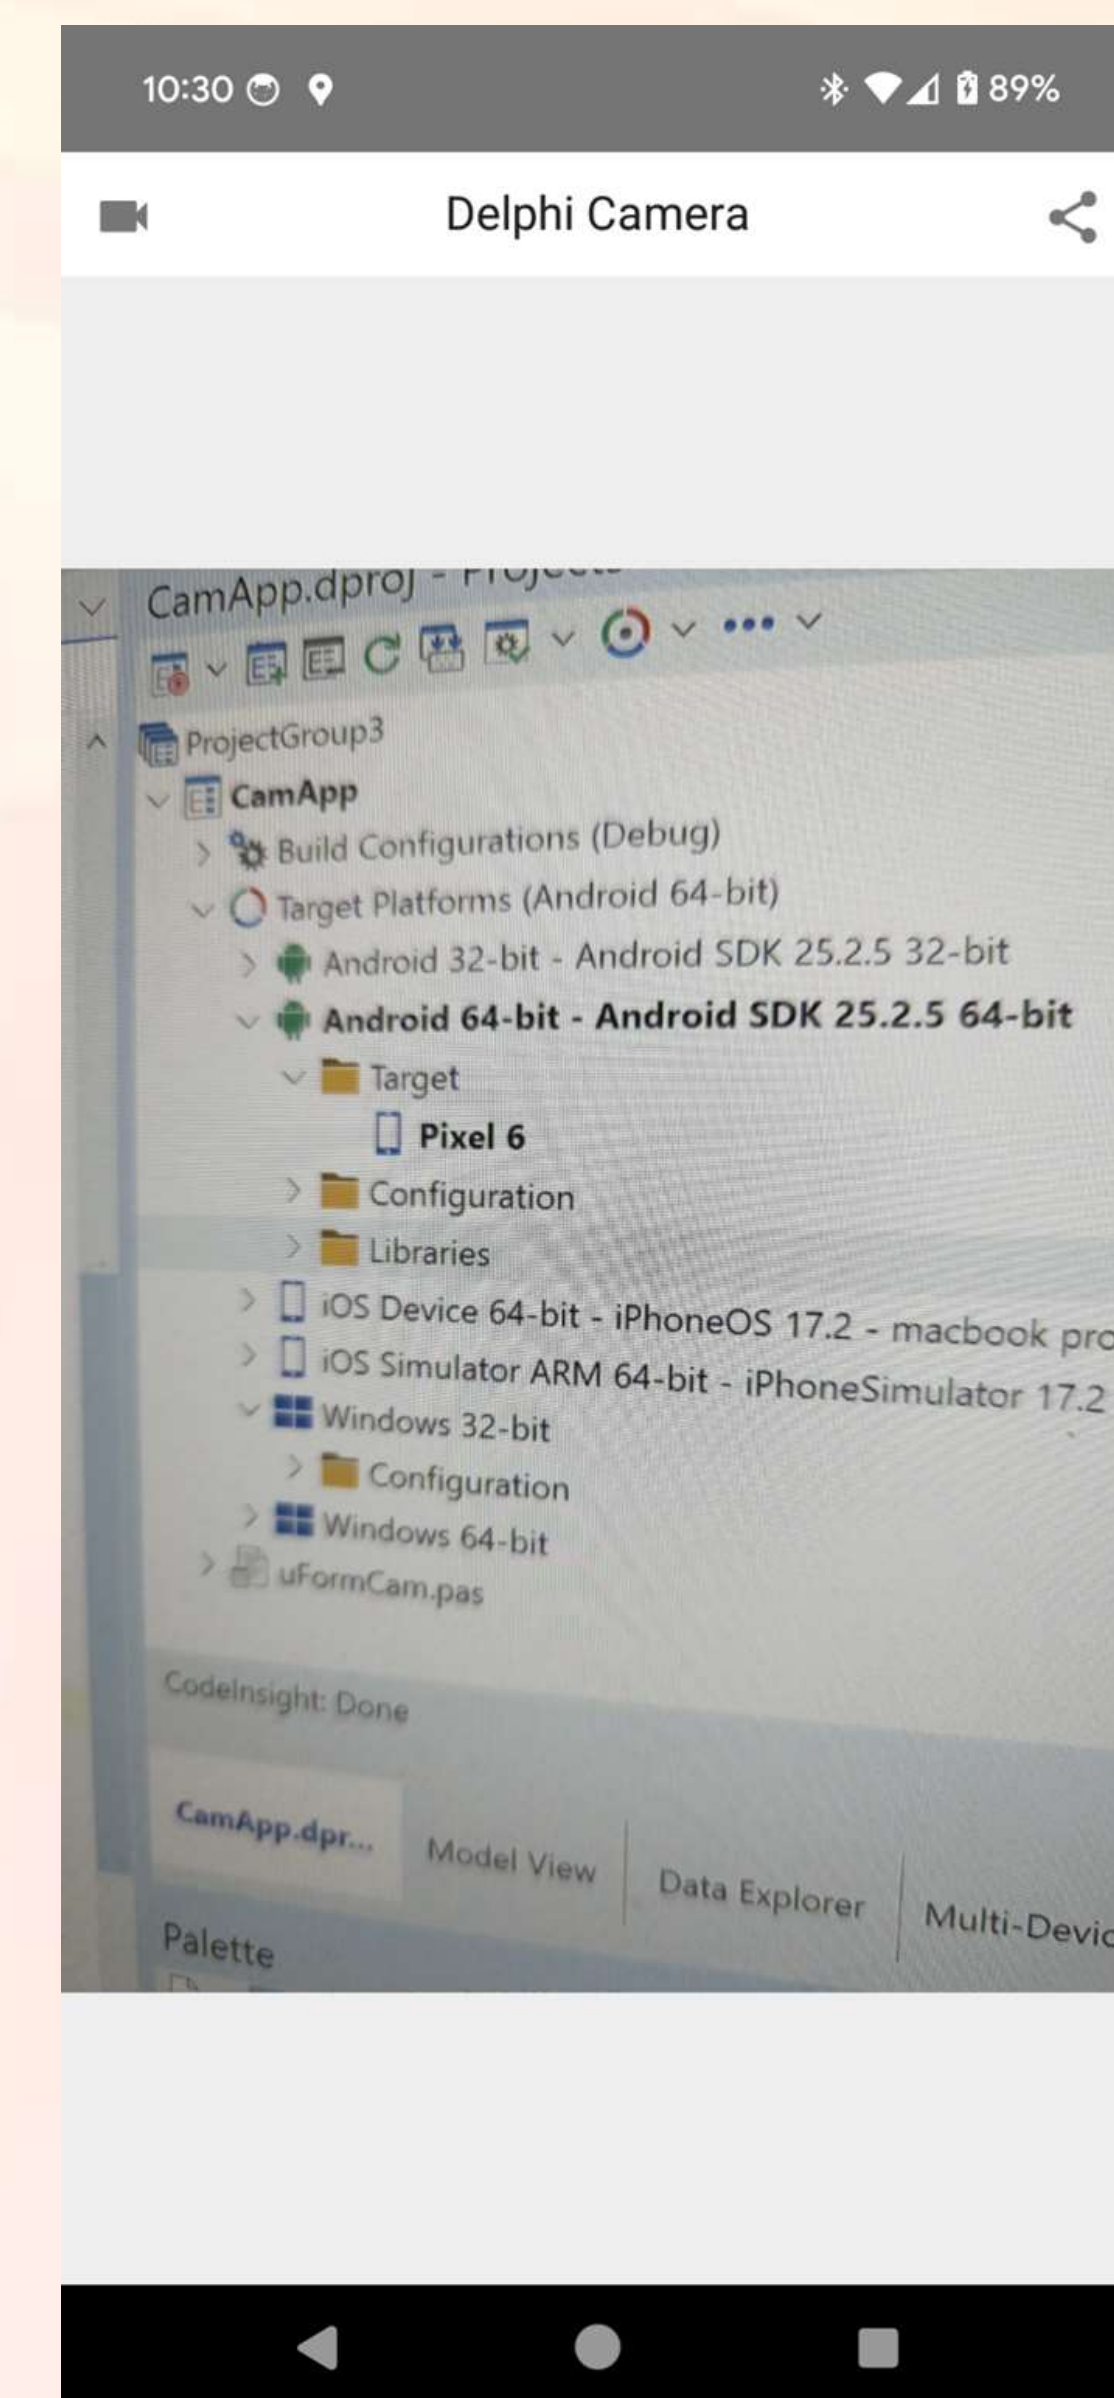 10:30
89%
Delphi Camera
CamApp.dproj - Projects
ProjectGroup3
CamApp
Build Configurations (Debug)
Target Platforms (Android 64-bit)
Android 32-bit - Android SDK 25.2.5 32-bit
Android 64-bit - Android SDK 25.2.5 64-bit
Target
Pixel 6
Configuration
Libraries
iOS Device 64-bit - iPhoneOS 17.2 - macbook pro
iOS Simulator ARM 64-bit - iPhoneSimulator 17.2
Windows 32-bit
Configuration
Windows 64-bit
uFormCam.pas
CodeInsight: Done
CamApp.dpr...
Model View
Data Explorer
Multi-Devic
Palette